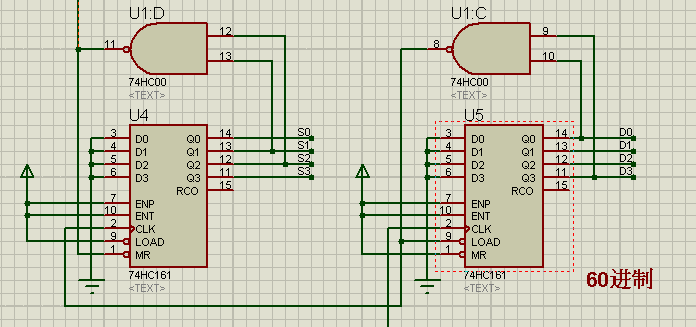 U1:D
11
12
13
74HC00
<TEXT>
U1:C
8
9
10
74HC00
<TEXT>
U4
3 D0 Q0 14 S0
4 D1 Q1 13 S1
5 D2 Q2 12 S2
6 D3 Q3 11 S3
RCO 15
7 ENP
10 ENT
2 CLK
9 LOAD
1 MR
74HC161
<TEXT>
U5
3 D0 Q0 14 D0
4 D1 Q1 13 D1
5 D2 Q2 12 D2
6 D3 Q3 11 D3
RCO 15
7 ENP
10 ENT
2 CLK
9 LOAD
1 MR
74HC161
<TEXT>
60进制